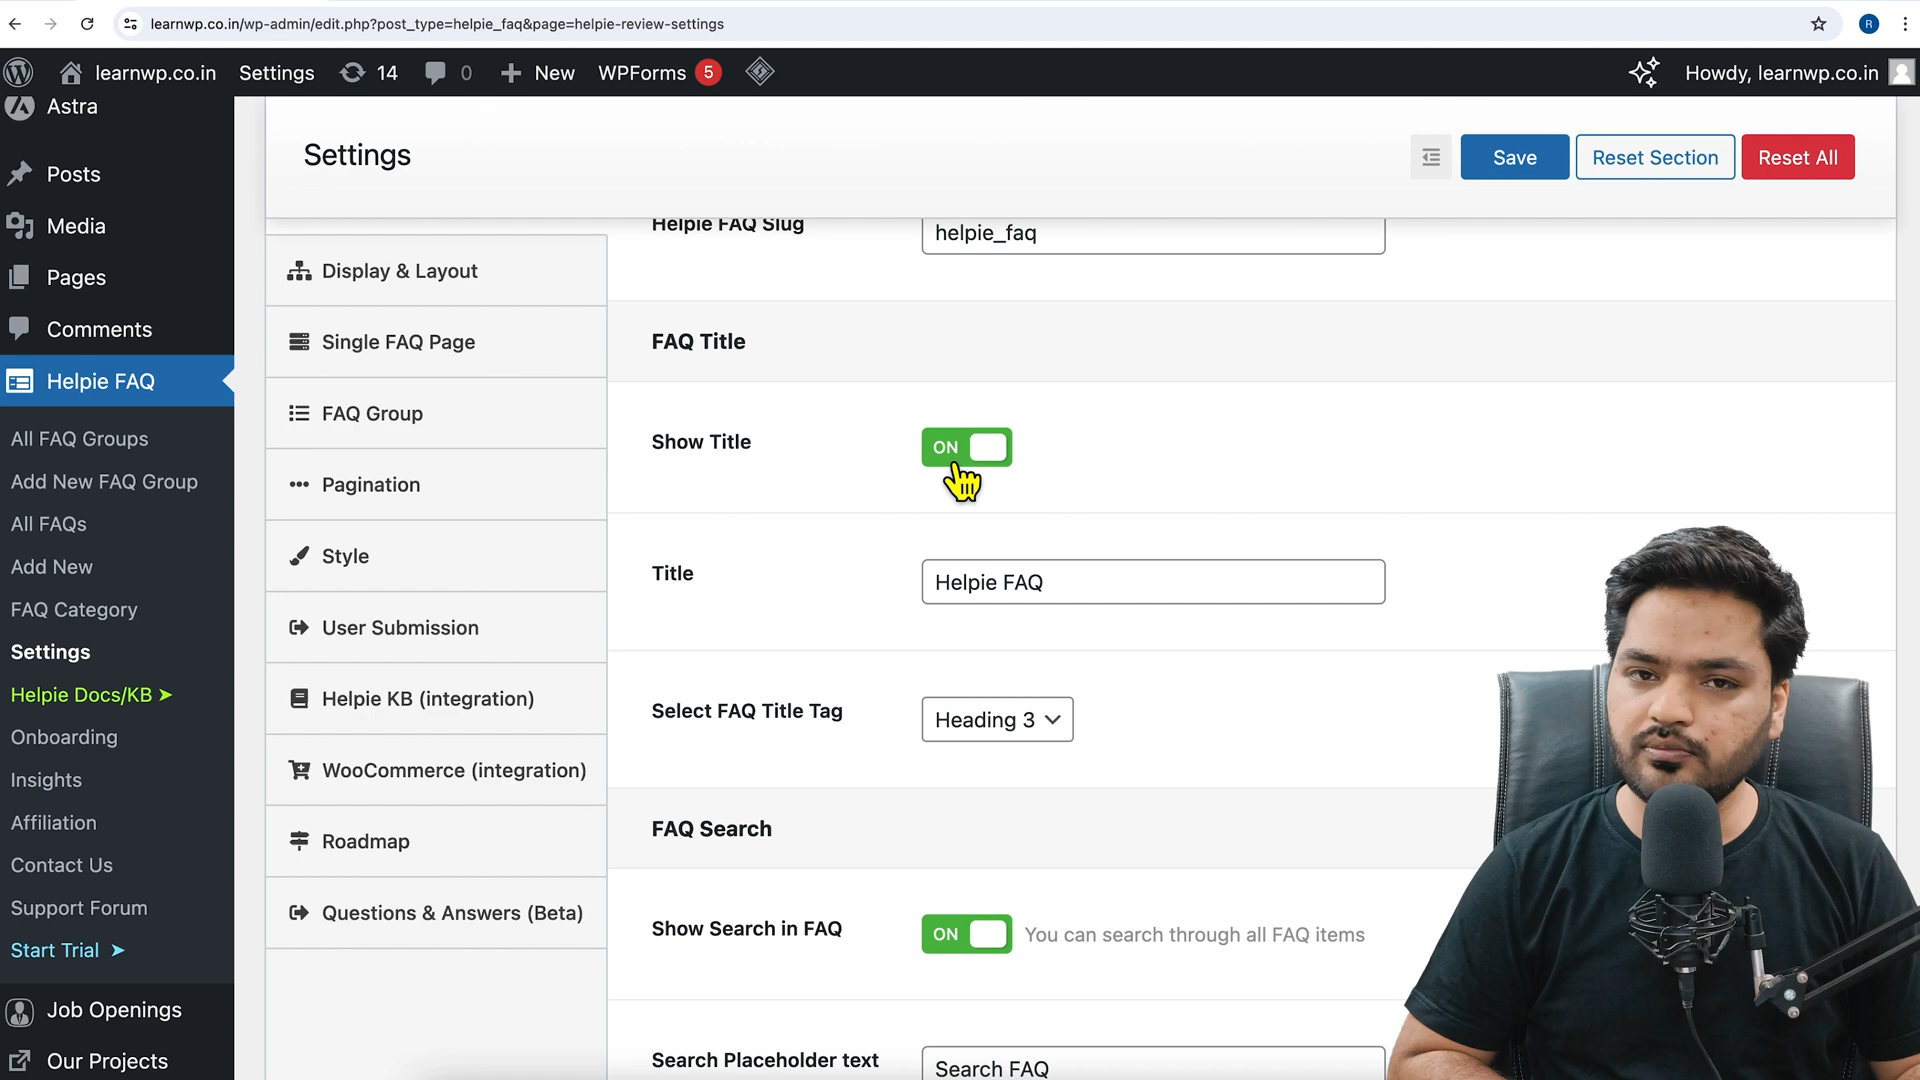 learnwp.co.in/wp-admin/edit.php?post_type=helpie_faq&page=helpie-review-settings
R
learnwp.co.in
Settings
14
0
New
WPForms 5
Howdy, learnwp.co.in
Astra
Posts
Media
Pages
Comments
Helpie FAQ
All FAQ Groups
Add New FAQ Group
All FAQs
Add New
FAQ Category
Settings
Helpie Docs/KB ➤
Onboarding
Insights
Affiliation
Contact Us
Support Forum
Start Trial ➤
Job Openings
Our Projects
Settings
Save
Reset Section
Reset All
Display & Layout
Single FAQ Page
FAQ Group
Pagination
Style
User Submission
Helpie KB (integration)
WooCommerce (integration)
Roadmap
Questions & Answers (Beta)
Helpie FAQ Slug
helpie_faq
FAQ Title
Show Title
ON
Title
Helpie FAQ
Select FAQ Title Tag
Heading 3
FAQ Search
Show Search in FAQ
ON
You can search through all FAQ items
Search Placeholder text
Search FAQ